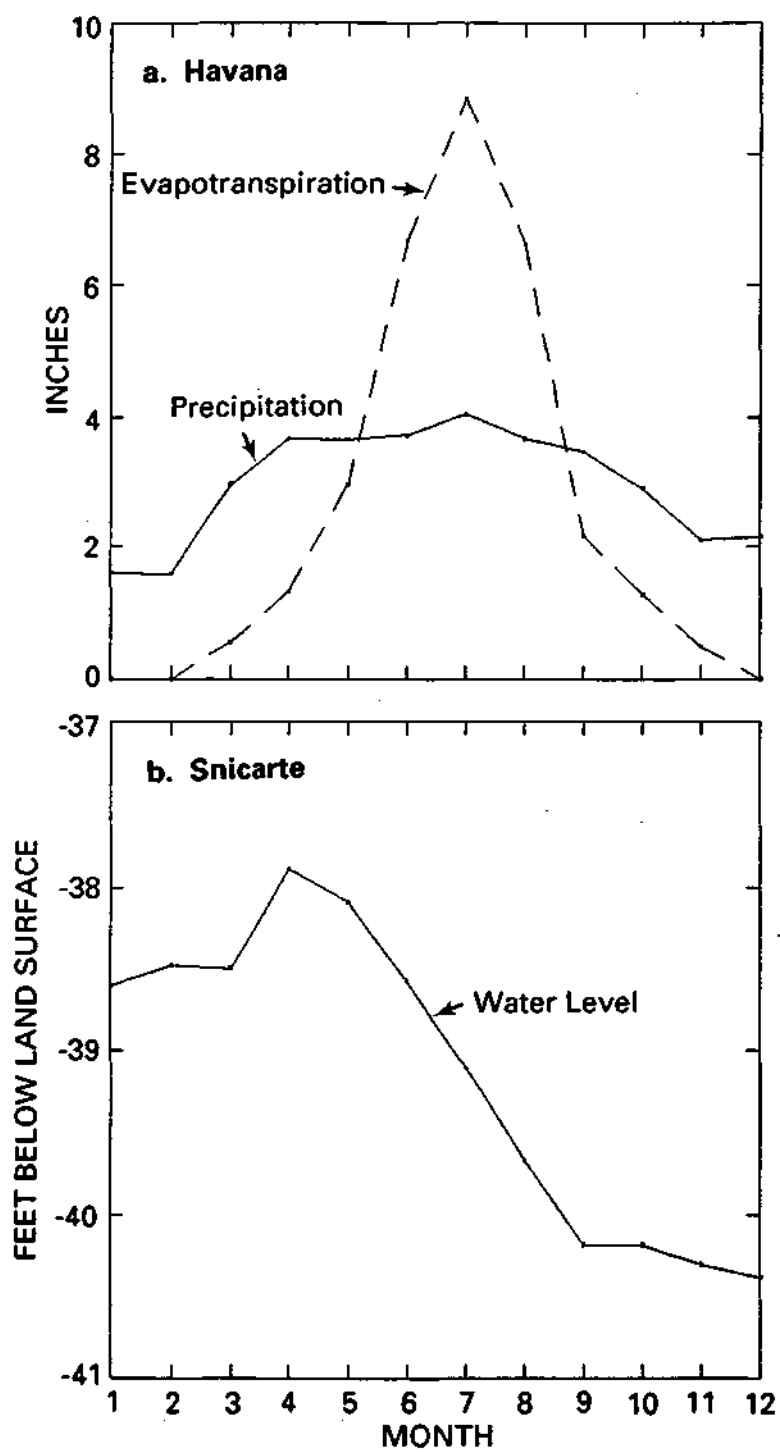 10
a. Havana
8
Evapotranspiration
6
INCHES
Precipitation
4
2
0
-37
b. Snicarte
-38
FEET BELOW LAND SURFACE
Water Level
-39
-40
-41
1 2 3 4 5 6 7 8 9 10 11 12
MONTH